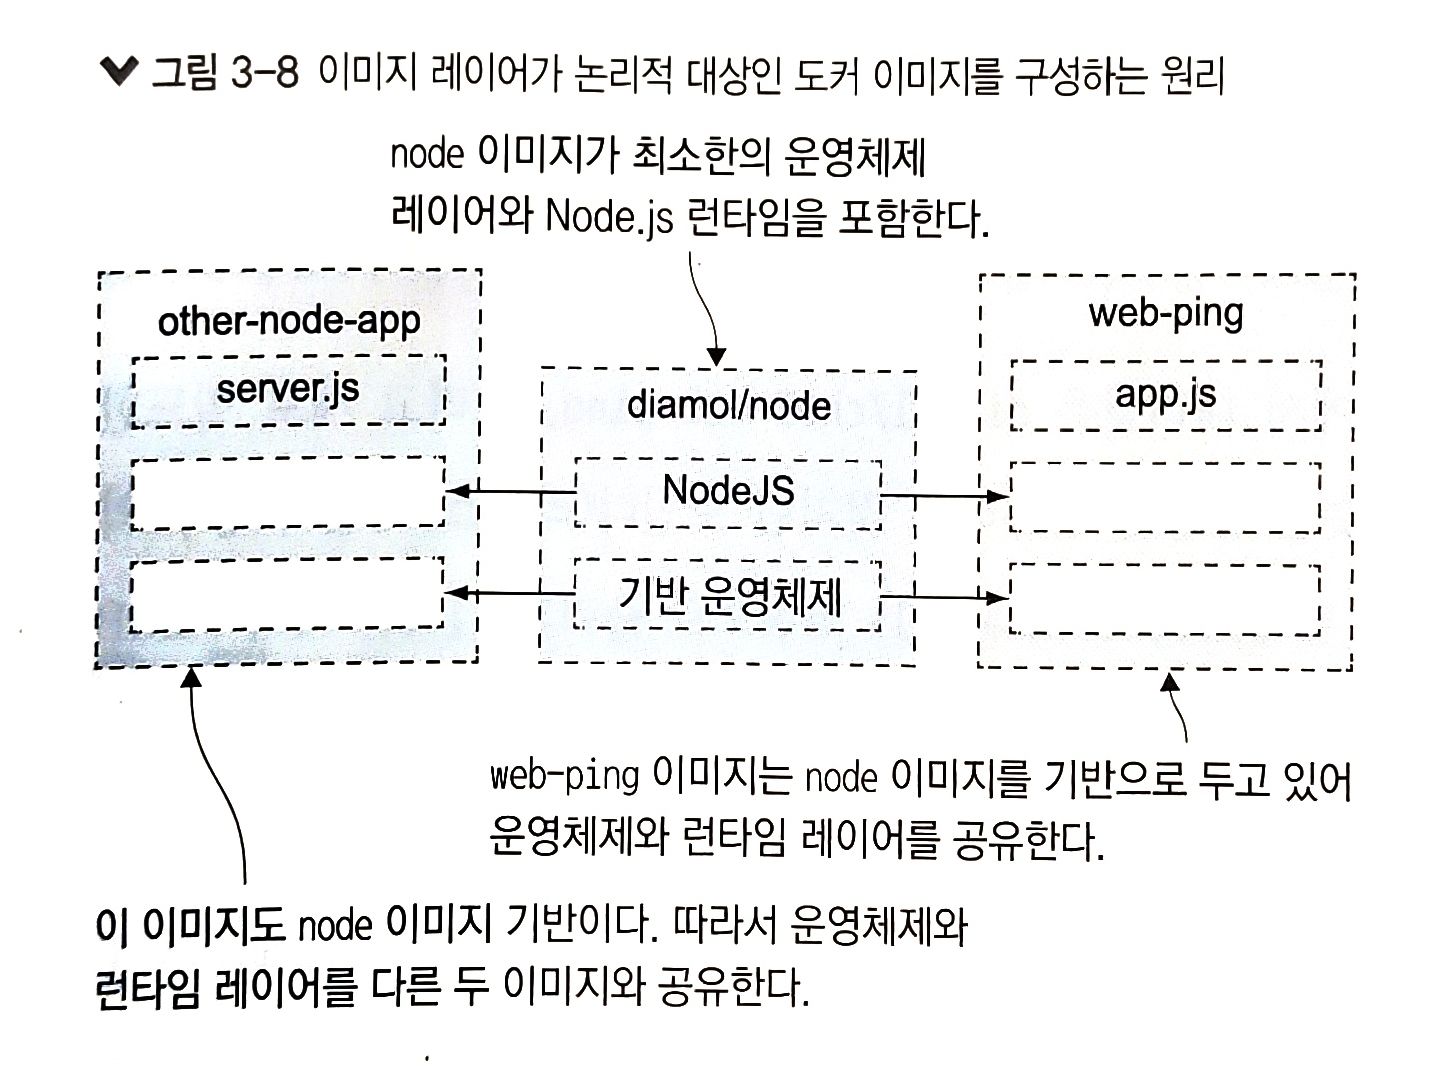 그림 3-8 이미지 레이어가 논리적 대상인 도커 이미지를 구성하는 원리
node 이미지가 최소한의 운영체제
레이어와 Node.js 런타임을 포함한다.
other-node-app
server.js
diamol/node
NodeJS
기반 운영체제
web-ping
app.js
web-ping 이미지는 node 이미지를 기반으로 두고 있어
운영체제와 런타임 레이어를 공유한다.
이 이미지도 node 이미지 기반이다. 따라서 운영체제와
런타임 레이어를 다른 두 이미지와 공유한다.